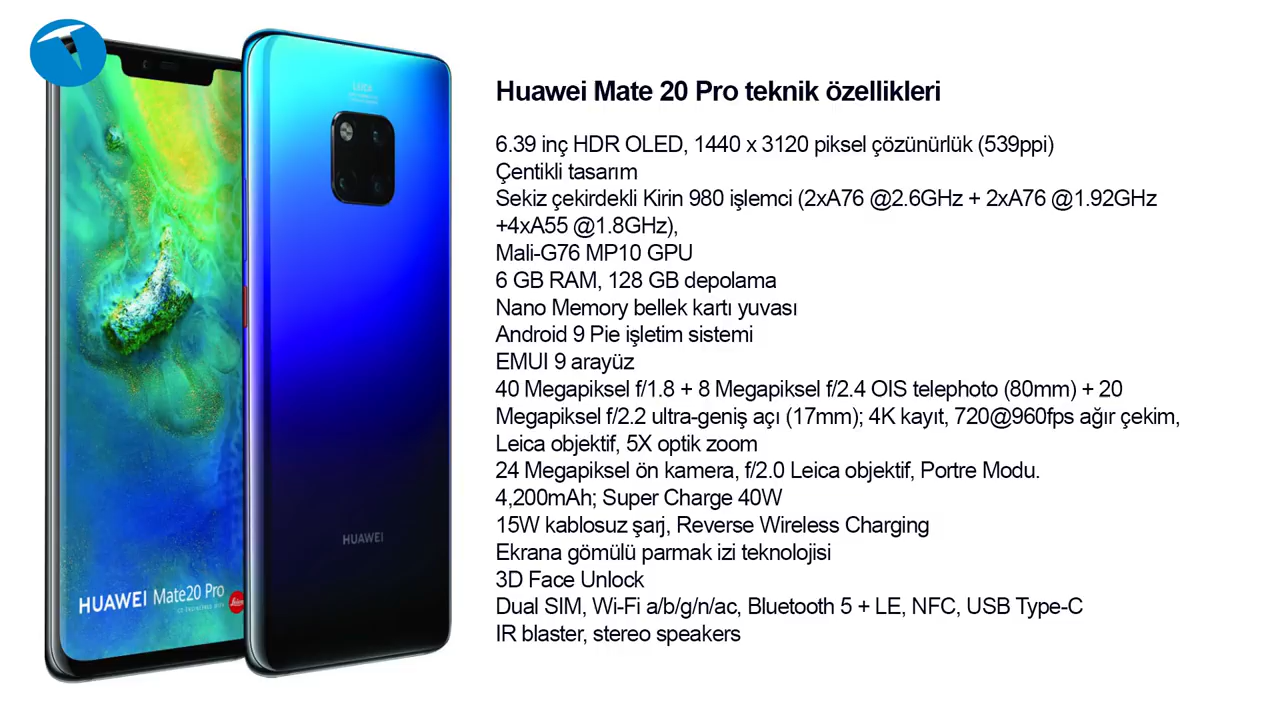 Huawei Mate 20 Pro teknik özellikleri
6.39 inç HDR OLED, 1440 x 3120 piksel çözünürlük (539ppi)
Çentikli tasarım
Sekiz çekirdekli Kirin 980 işlemci (2xA76 @2.6GHz + 2xA76 @1.92GHz
+4xA55 @1.8GHz),
Mali-G76 MP10 GPU
6 GB RAM, 128 GB depolama
Nano Memory bellek kartı yuvası
Android 9 Pie işletim sistemi
EMUI 9 arayüz
40 Megapiksel f/1.8 + 8 Megapiksel f/2.4 OIS telephoto (80mm) + 20
Megapiksel f/2.2 ultra-geniş açı (17mm); 4K kayıt, 720@960fps ağır çekim,
Leica objektif, 5X optik zoom
24 Megapiksel ön kamera, f/2.0 Leica objektif, Portre Modu.
4,200mAh; Super Charge 40W
15W kablosuz şarj, Reverse Wireless Charging
Ekrana gömülü parmak izi teknolojisi
3D Face Unlock
Dual SIM, Wi-Fi a/b/g/n/ac, Bluetooth 5 + LE, NFC, USB Type-C
IR blaster, stereo speakers
LEICA
HUAWEI
HUAWEI Mate20 Pro